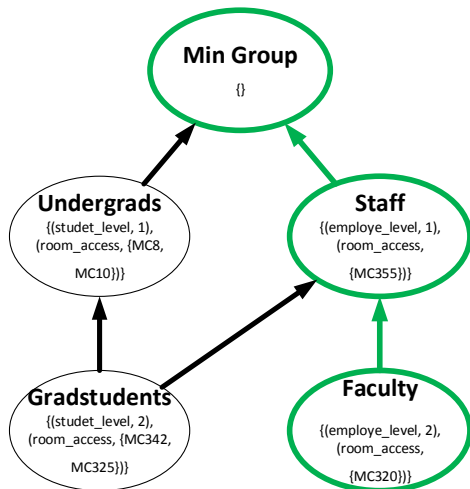 Min Group
{}
Undergrads
{(studet_level, 1),
(room_access, {MC8,
MC10})}
Staff
{(employe_level, 1),
(room_access,
{MC355})}
Gradstudents
{(studet_level, 2),
(room_access, {MC342,
MC325})}
Faculty
{(employe_level, 2),
(room_access,
{MC320})}